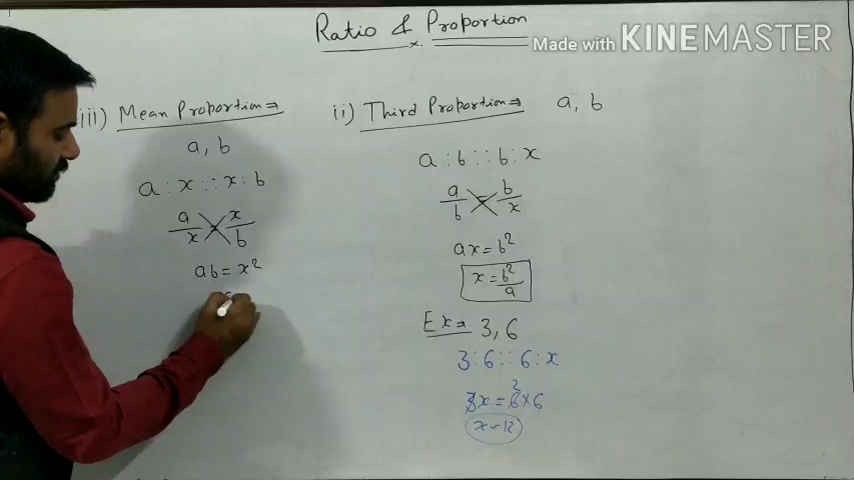 Ratio & Proportion
Made with KINEMASTER
iii) Mean Proportion ⇒
a, b
a : x :: x : b
a/x = x/b
ab = x²
ii) Third Proportion ⇒ a, b
a : b :: b : x
a/b = b/x
ax = b²
x = b²/a
Ex ⇒ 3, 6
3 : 6 :: 6 : x
3x = 6 2 × 6
x = 12